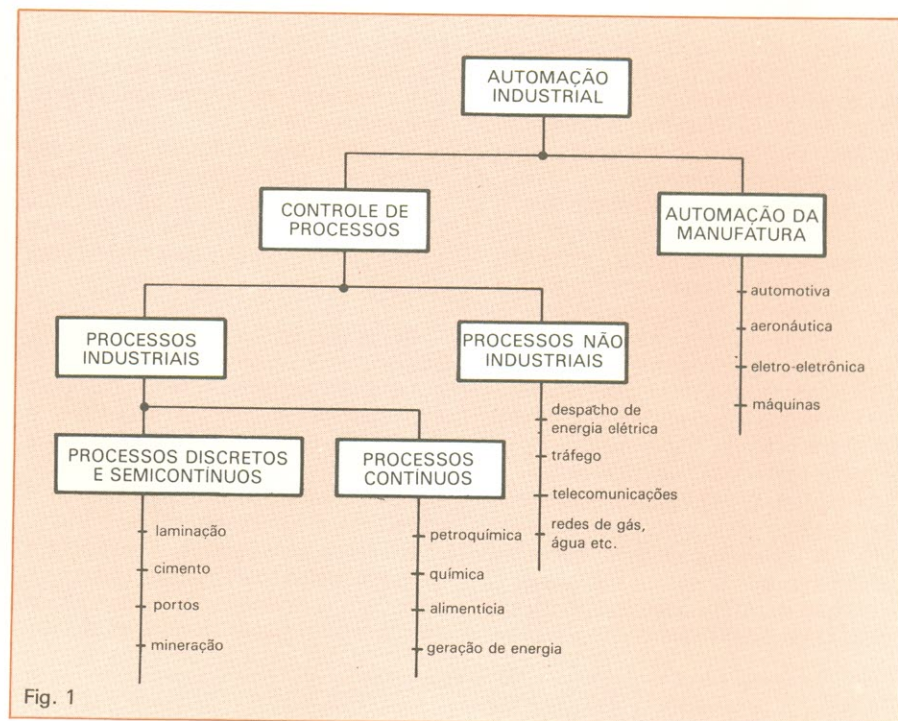 AUTOMAÇÃO
INDUSTRIAL
CONTROLE DE
PROCESSOS
AUTOMAÇÃO DA
MANUFATURA
automotiva
aeronáutica
eletro-eletrônica
máquinas
PROCESSOS
INDUSTRIAIS
PROCESSOS NÃO
INDUSTRIAIS
despacho de
energia elétrica
tráfego
telecomunicações
redes de gás,
água etc.
PROCESSOS DISCRETOS
E SEMICONTÍNUOS
laminação
cimento
portos
mineração
PROCESSOS
CONTÍNUOS
petroquímica
química
alimentícia
geração de energia
Fig. 1